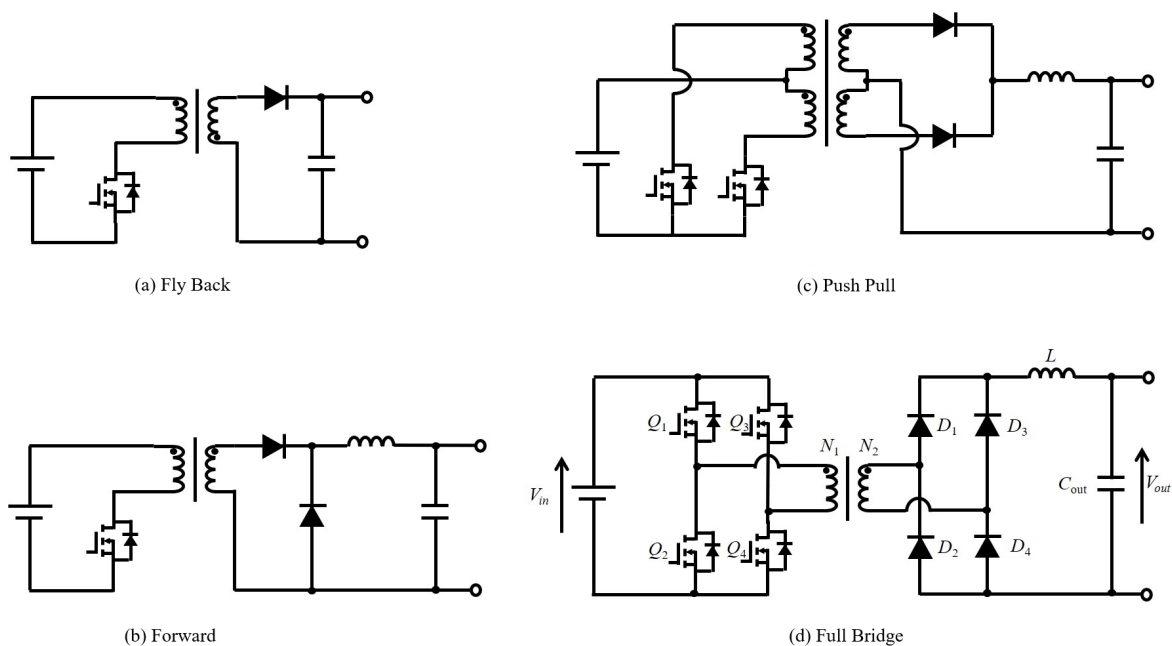 (a) Fly Back
(c) Push Pull
(b) Forward
L
Q1
Q3
N1
N2
D1
D3
Vin
Cout
Vout
Q2
Q4
D2
D4
(d) Full Bridge